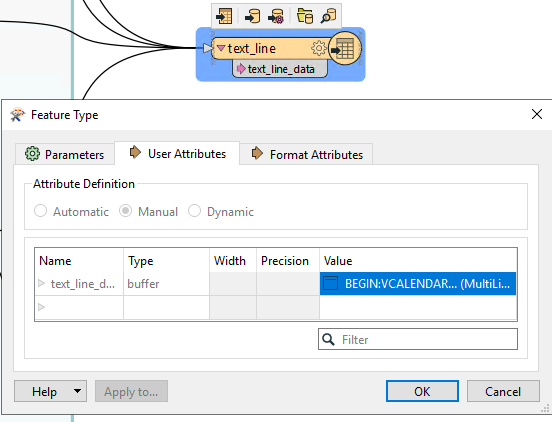 text_line
text_line_data
Feature Type
Parameters
User Attributes
Format Attributes
Attribute Definition
Automatic
Manual
Dynamic
Name Type Width Precision Value
text_line_d... buffer BEGIN:VCALENDAR... (MultiLi...
Filter
Help
Apply to...
OK
Cancel